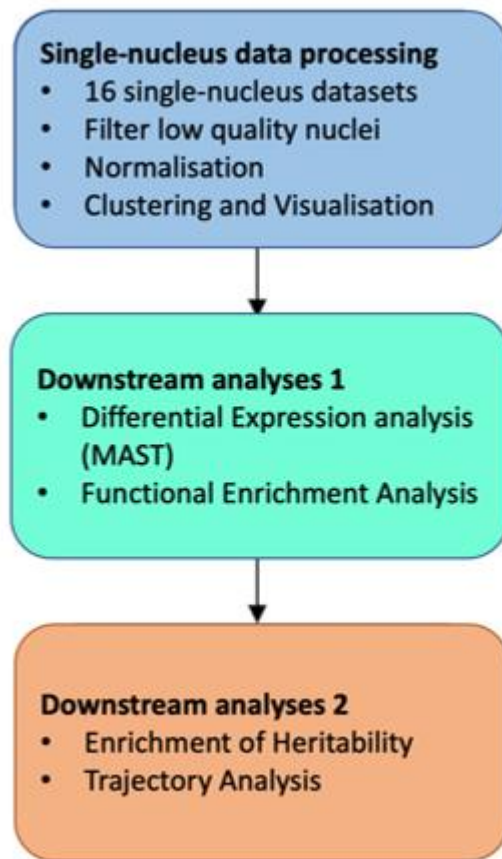 Single-nucleus data processing
• 16 single-nucleus datasets
• Filter low quality nuclei
• Normalisation
• Clustering and Visualisation
Downstream analyses 1
• Differential Expression analysis
(MAST)
• Functional Enrichment Analysis
Downstream analyses 2
• Enrichment of Heritability
• Trajectory Analysis